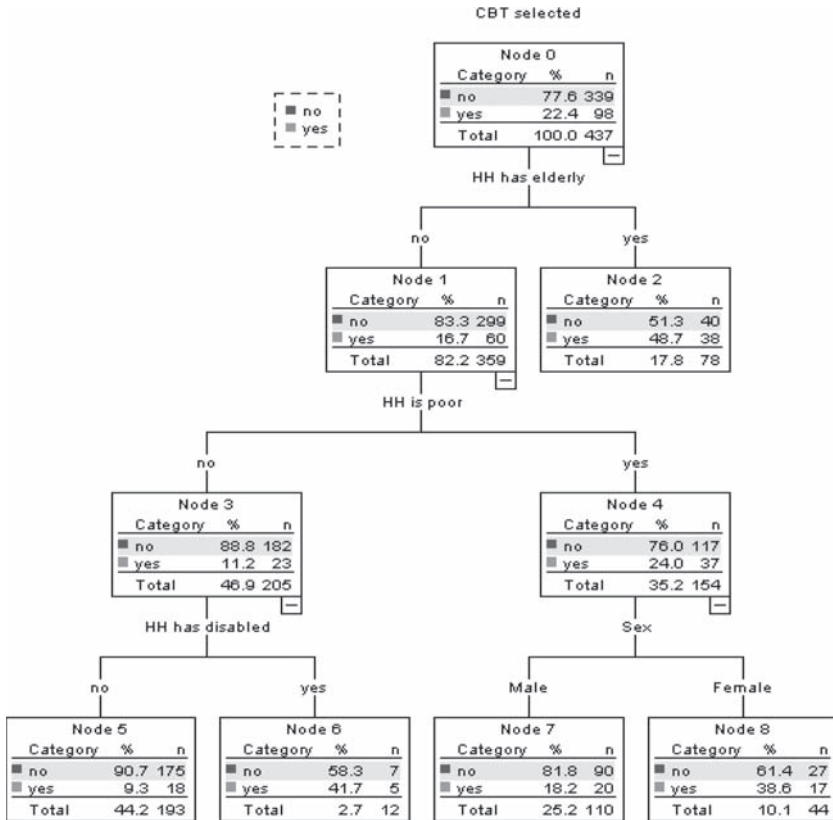 CBT selected
no
yes
Node 0
Category % n
no 77.6 339
yes 22.4 98
Total 100.0 437
HH has elderly
no yes
Node 1
Category % n
no 83.3 299
yes 16.7 60
Total 82.2 359
Node 2
Category % n
no 51.3 40
yes 48.7 38
Total 17.8 78
HH is poor
no yes
Node 3
Category % n
no 88.8 182
yes 11.2 23
Total 46.9 205
Node 4
Category % n
no 76.0 117
yes 24.0 37
Total 35.2 154
HH has disabled
Sex
no yes Male Female
Node 5
Category % n
no 90.7 175
yes 9.3 18
Total 44.2 193
Node 6
Category % n
no 58.3 7
yes 41.7 5
Total 2.7 12
Node 7
Category % n
no 81.8 90
yes 18.2 20
Total 25.2 110
Node 8
Category % n
no 61.4 27
yes 38.6 17
Total 10.1 44